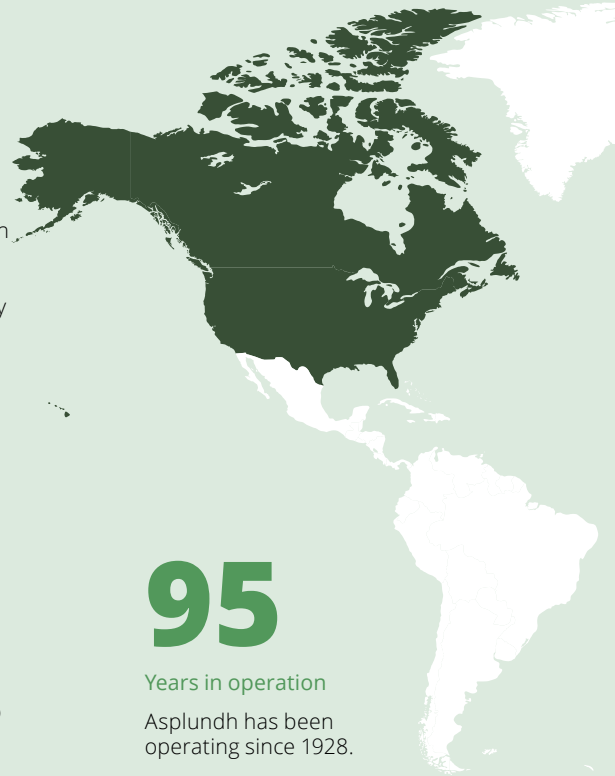 95
Years in operation
Asplundh has been
operating since 1928.